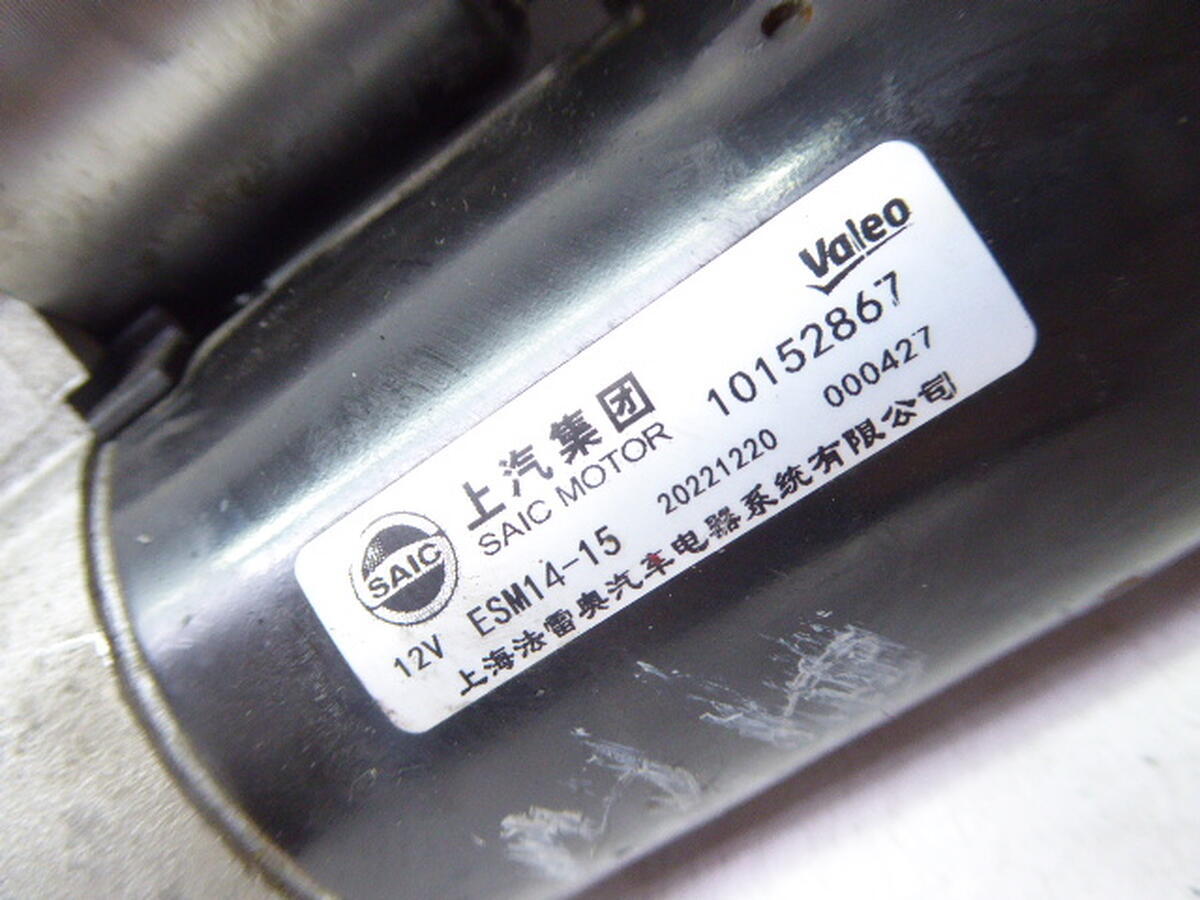 Valeo
上汽集团 10152867
SAIC SAIC MOTOR 20221220 000427
12V ESM14-15
上海法雷奥汽车电器系统有限公司